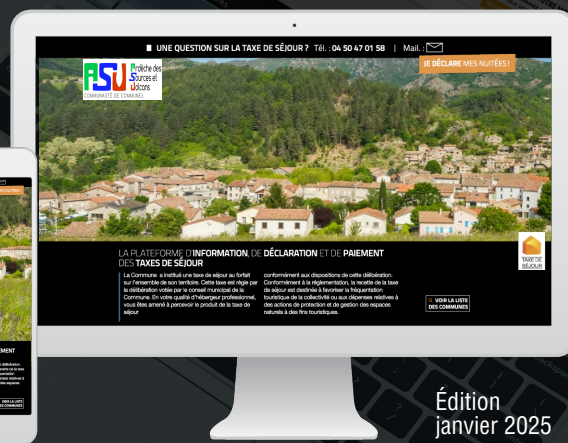 UNE QUESTION SUR LA TAXE DE SÉJOUR ? Tél. : 04 50 47 01 58 | Mail. :
JE DÉCLARE MES NUITÉES !
ASV
Ardèche des
Sources et
Volcans
COMMUNAUTÉ DE COMMUNES
LA PLATEFORME D'INFORMATION, DE DÉCLARATION ET DE PAIEMENT
DES TAXES DE SÉJOUR
La Commune a institué une taxe de séjour au forfait
sur l'ensemble de son territoire. Cette taxe est régie par
la délibération votée par le conseil municipal de la
Commune. En votre qualité d'hébergeur professionnel,
vous êtes amené à percevoir le produit de la taxe de
séjour
conformément aux dispositions de cette délibération.
Conformément à la réglementation, la recette de la taxe
de séjour est destinée à favoriser la fréquentation
touristique de la collectivité ou aux dépenses relatives à
des actions de protection et de gestion des espaces
naturels à des fins touristiques.
TAXE DE
SÉJOUR
VOIR LA LISTE
DES COMMUNES
VOIR LA LISTE
DES COMMUNES
Édition
janvier 2025